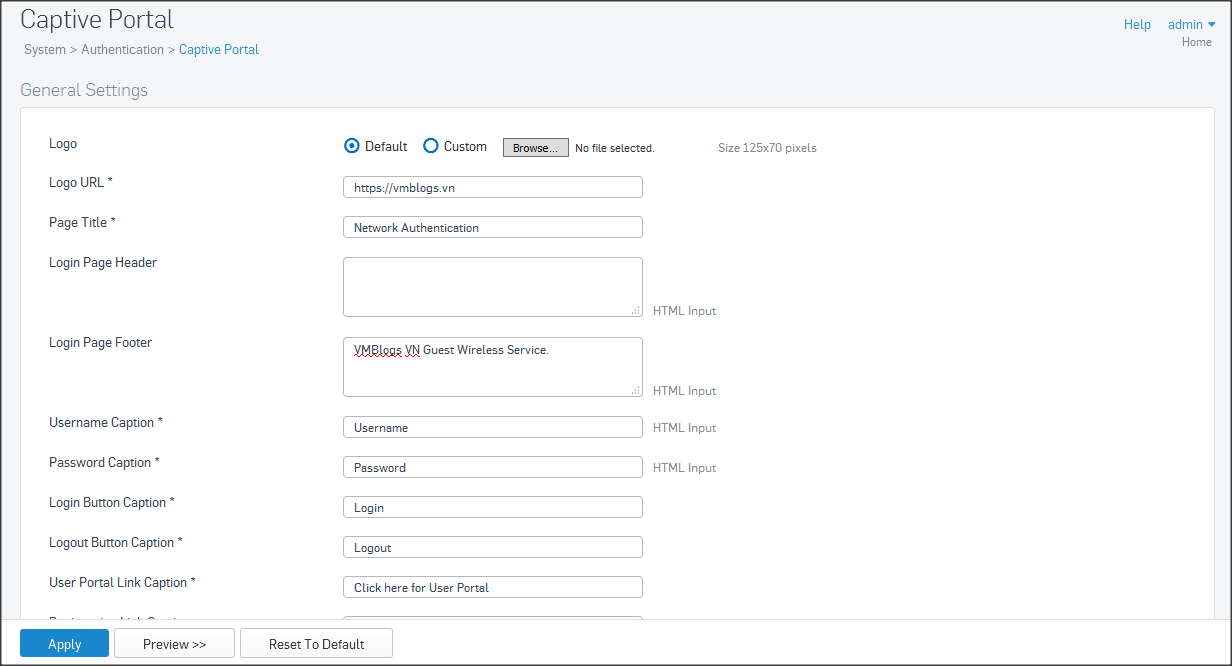 Captive Portal
Help admin
System > Authentication > Captive Portal
Home
General Settings
Logo Default Custom Browse... No file selected. Size 125x70 pixels
Logo URL * https://vmblogs.vn
Page Title * Network Authentication
Login Page Header
HTML Input
Login Page Footer VMBlogs VN Guest Wireless Service.
HTML Input
Username Caption * Username HTML Input
Password Caption * Password HTML Input
Login Button Caption * Login
Logout Button Caption * Logout
User Portal Link Caption * Click here for User Portal
Apply Preview >> Reset To Default